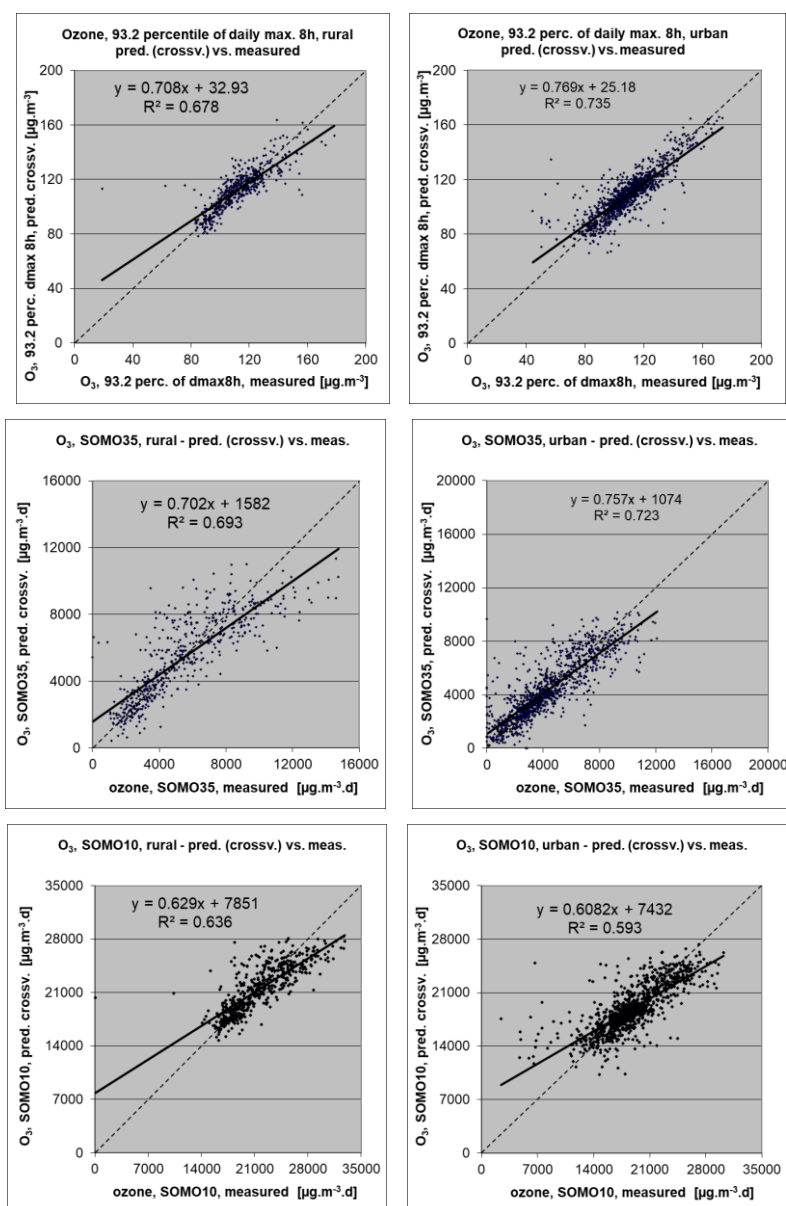 Ozone, 93.2 percentile of daily max. 8h, rural
pred. (crossv.) vs. measured
y = 0.708x + 32.93
R² = 0.678
O₃, 93.2 perc. dmax 8h, pred. crossv. [µg.m⁻³]
200
160
120
80
40
0
0 40 80 120 160 200
O₃, 93.2 perc. of dmax8h, measured [µg.m⁻³]
Ozone, 93.2 perc. of daily max. 8h, urban
pred. (crossv.) vs. measured
y = 0.769x + 25.18
R² = 0.735
O₃, 93.2 perc. dmax 8h, pred. crossv. [µg.m⁻³]
200
160
120
80
40
0
0 40 80 120 160 200
O₃, 93.2 perc. of dmax8h, measured [µg.m⁻³]
O₃, SOMO35, rural - pred. (crossv.) vs. meas.
y = 0.702x + 1582
R² = 0.693
O₃, SOMO35, pred. crossv. [µg.m⁻³.d]
16000
12000
8000
4000
0
0 4000 8000 12000 16000
ozone, SOMO35, measured [µg.m⁻³.d]
O₃, SOMO35, urban - pred. (crossv.) vs. meas.
y = 0.757x + 1074
R² = 0.723
O₃, SOMO35, pred. crossv. [µg.m⁻³.d]
20000
16000
12000
8000
4000
0
0 4000 8000 12000 16000 20000
ozone, SOMO35, measured [µg.m⁻³.d]
O₃, SOMO10, rural - pred. (crossv.) vs. meas.
y = 0.629x + 7851
R² = 0.636
O₃, SOMO10, pred. crossv. [µg.m⁻³.d]
35000
28000
21000
14000
7000
0
0 7000 14000 21000 28000 35000
ozone, SOMO10, measured [µg.m⁻³.d]
O₃, SOMO10, urban - pred. (crossv.) vs. meas.
y = 0.6082x + 7432
R² = 0.593
O₃, SOMO10, pred. crossv. [µg.m⁻³.d]
35000
28000
21000
14000
7000
0
0 7000 14000 21000 28000 35000
ozone, SOMO10, measured [µg.m⁻³.d]